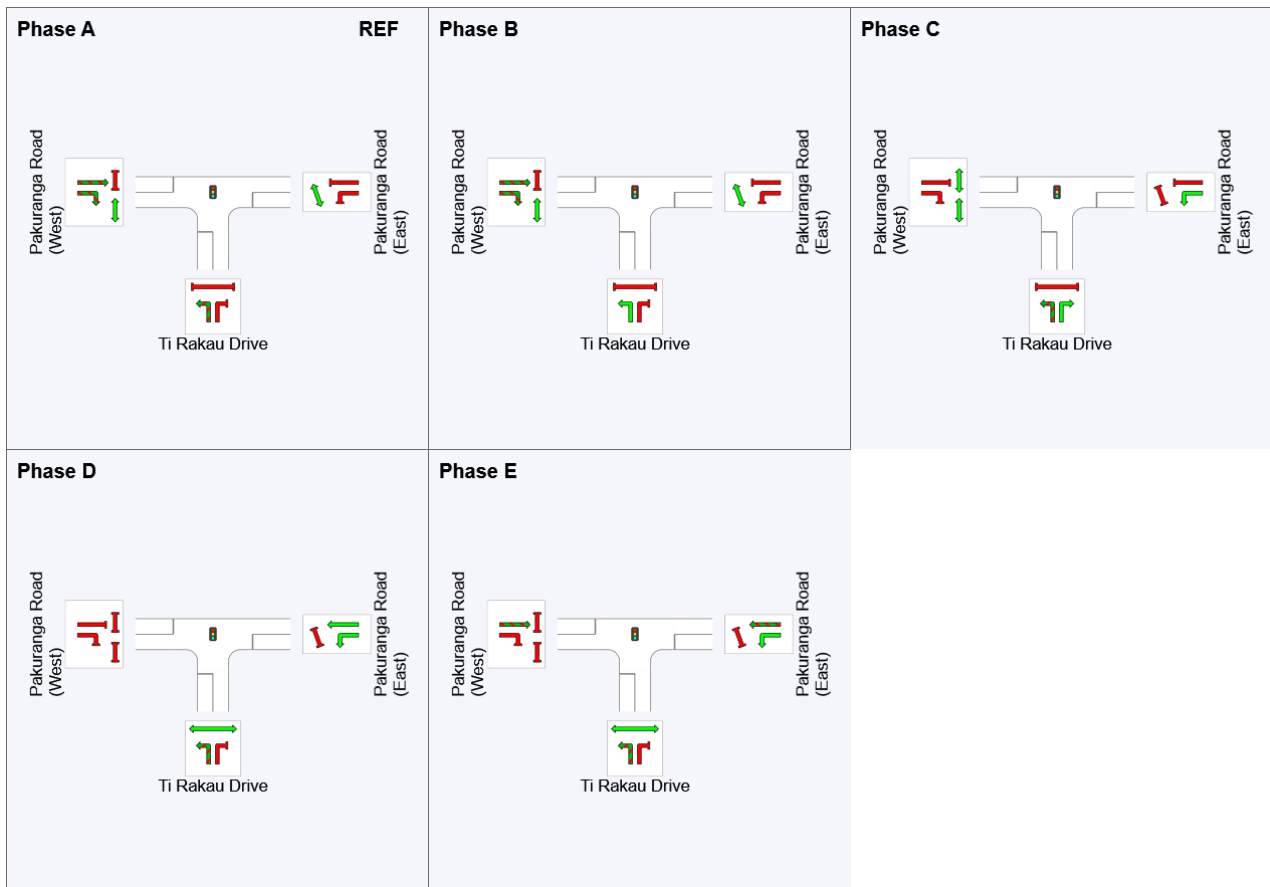 Phase A
REF
Pakuranga Road
(West)
Pakuranga Road
(East)
Ti Rakau Drive
Phase B
Pakuranga Road
(West)
Pakuranga Road
(East)
Ti Rakau Drive
Phase C
Pakuranga Road
(West)
Pakuranga Road
(East)
Ti Rakau Drive
Phase D
Pakuranga Road
(West)
Pakuranga Road
(East)
Ti Rakau Drive
Phase E
Pakuranga Road
(West)
Pakuranga Road
(East)
Ti Rakau Drive